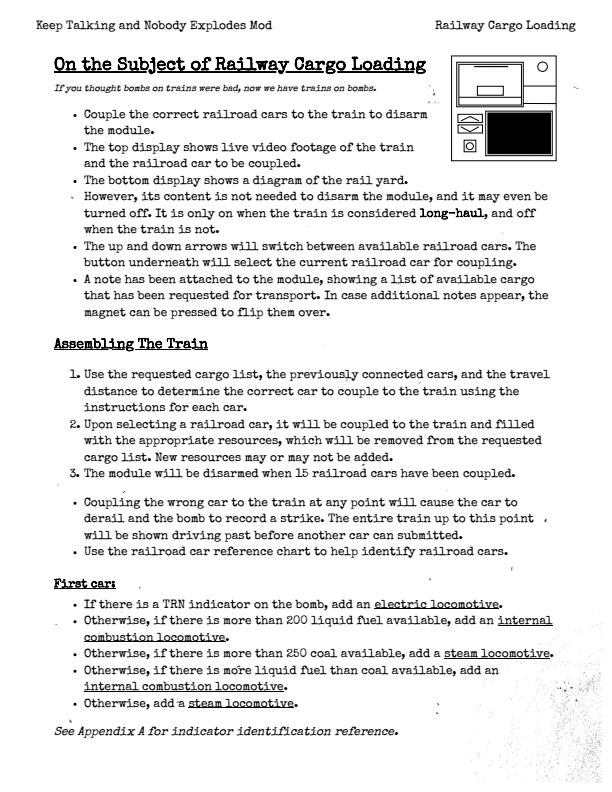 Keep Talking and Nobody Explodes Mod
Railway Cargo Loading
On the Subject of Railway Cargo Loading
If you thought bombs on trains were bad, now we have trains on bombs.
• Couple the correct railroad cars to the train to disarm
the module.
• The top display shows live video footage of the train
and the railroad car to be coupled.
• The bottom display shows a diagram of the rail yard.
• However, its content is not needed to disarm the module, and it may even be
turned off. It is only on when the train is considered long-haul, and off
when the train is not.
• The up and down arrows will switch between available railroad cars. The
button underneath will select the current railroad car for coupling.
• A note has been attached to the module, showing a list of available cargo
that has been requested for transport. In case additional notes appear, the
magnet can be pressed to flip them over.
Assembling The Train
1. Use the requested cargo list, the previously connected cars, and the travel
distance to determine the correct car to couple to the train using the
instructions for each car.
2. Upon selecting a railroad car, it will be coupled to the train and filled
with the appropriate resources, which will be removed from the requested
cargo list. New resources may or may not be added.
3. The module will be disarmed when 15 railroad cars have been coupled.
• Coupling the wrong car to the train at any point will cause the car to
derail and the bomb to record a strike. The entire train up to this point
will be shown driving past before another car can submitted.
• Use the railroad car reference chart to help identify railroad cars.
First car:
• If there is a TRN indicator on the bomb, add an electric locomotive.
• Otherwise, if there is more than 200 liquid fuel available, add an internal
combustion locomotive.
• Otherwise, if there is more than 250 coal available, add a steam locomotive.
• Otherwise, if there is more liquid fuel than coal available, add an
internal combustion locomotive.
• Otherwise, add a steam locomotive.
See Appendix A for indicator identification reference.